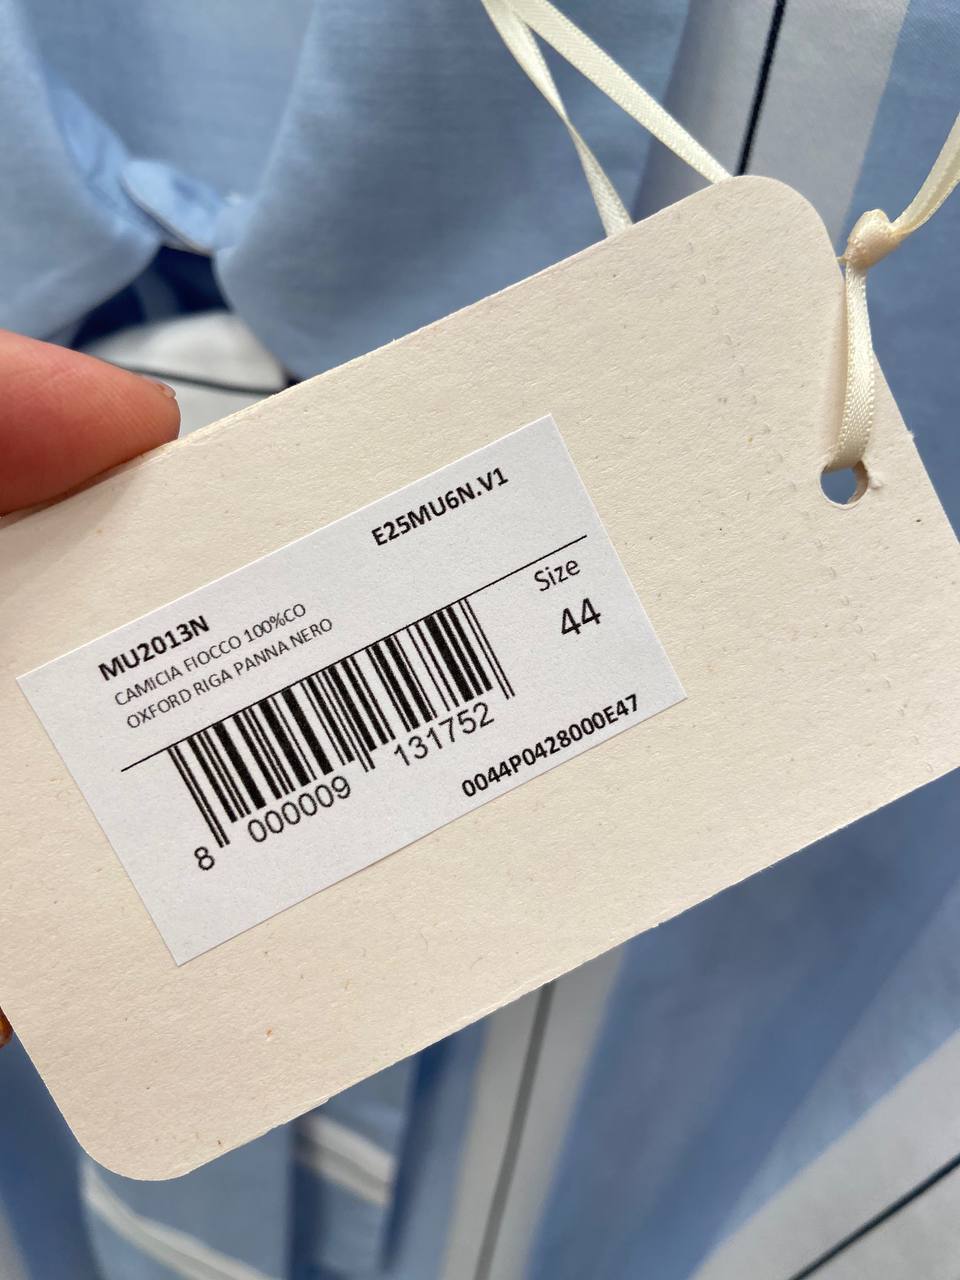 E25MU6N.V1
MU2013N
CAMICIA FIOCCO 100%CO
OXFORD RIGA PANNA NERO
Size
44
8 000009 131752
0044P0428000E47